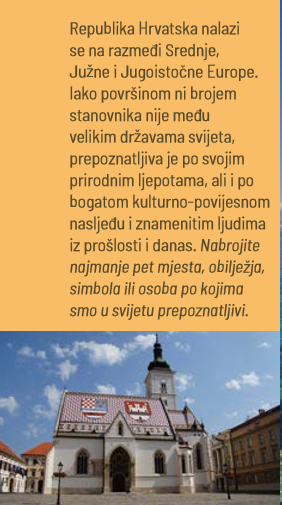 Republika Hrvatska nalazi
se na razmeđi Srednje,
Južne i Jugoistočne Europe.
Iako površinom ni brojem
stanovnika nije među
velikim državama svijeta,
prepoznatljiva je po svojim
prirodnim ljepotama, ali i po
bogatom kulturno-povijesnom
nasljeđu i znamenitim ljudima
iz prošlosti i danas. Nabrojite
najmanje pet mjesta, obilježja,
simbola ili osoba po kojima
smo u svijetu prepoznatljivi.